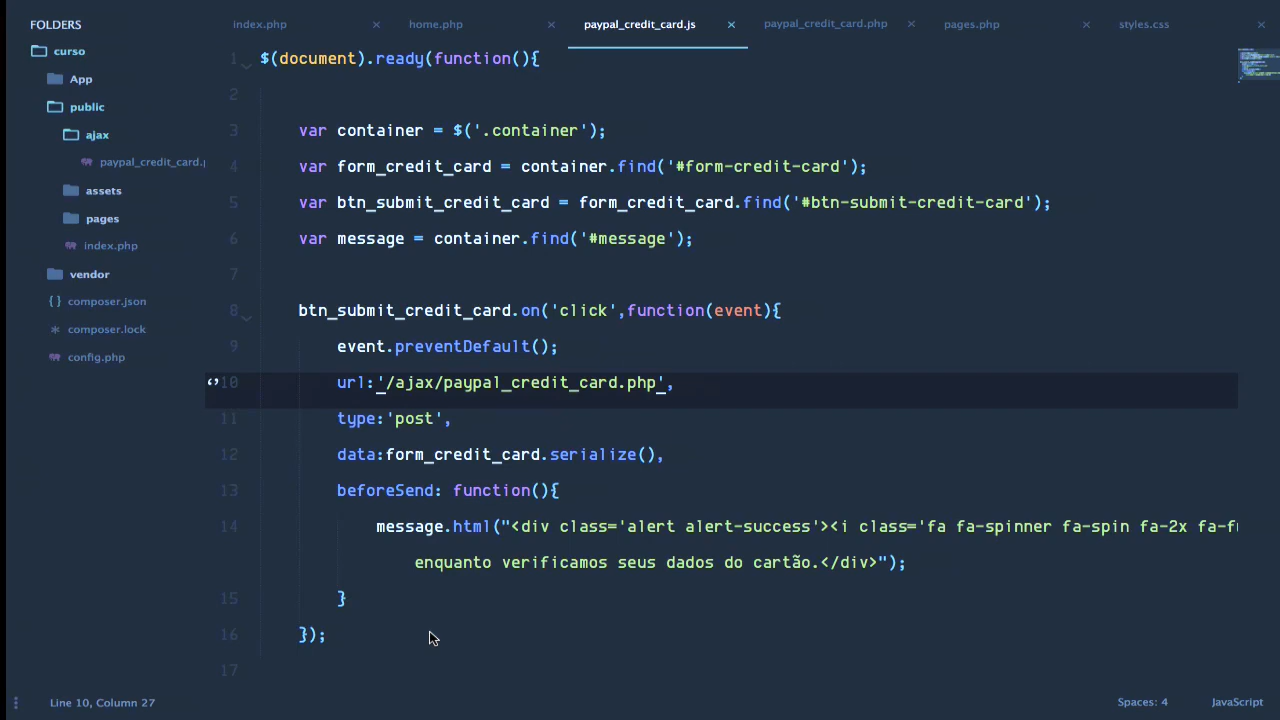 FOLDERS
curso
App
public
ajax
paypal_credit_card.p
assets
pages
index.php
vendor
composer.json
composer.lock
config.php
index.php
home.php
paypal_credit_card.js
paypal_credit_card.php
pages.php
styles.css
1 $(document).ready(function(){
2
3 var container = $('.container');
4 var form_credit_card = container.find('#form-credit-card');
5 var btn_submit_credit_card = form_credit_card.find('#btn-submit-credit-card');
6 var message = container.find('#message');
7
8 btn_submit_credit_card.on('click',function(event){
9 event.preventDefault();
10 url:'/ajax/paypal_credit_card.php',
11 type:'post',
12 data:form_credit_card.serialize(),
13 beforeSend: function(){
14 message.html("<div class='alert alert-success'><i class='fa fa-spinner fa-spin fa-2x fa-f
enquanto verificamos seus dados do cartão.</div>");
15 }
16 });
17
Line 10, Column 27
Spaces: 4
JavaScript